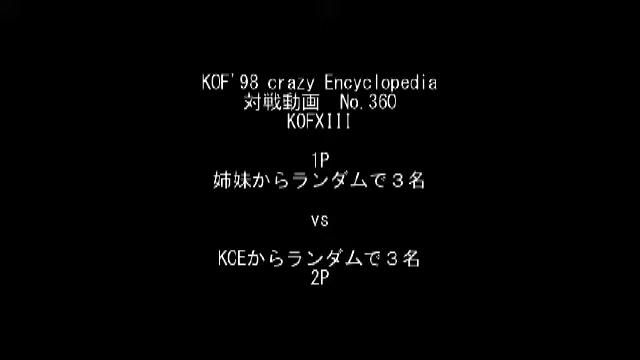 KOF'98 crazy Encyclopedia
対戦動画　No.360
KOFXIII
1P
姉妹からランダムで３名
vs
KCEからランダムで３名
2P